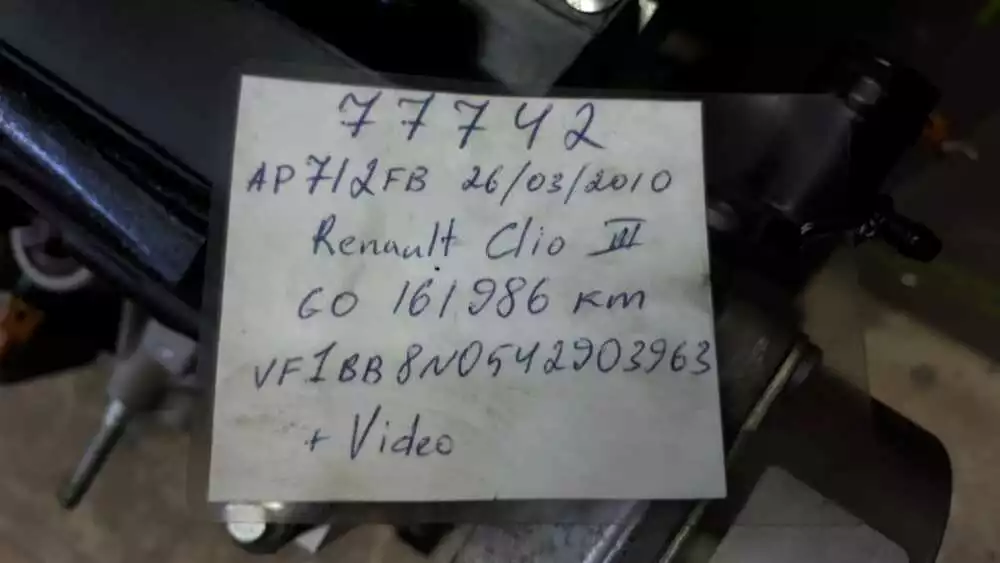 77742
AP712FB 26/03/2010
Renault Clio III
GO 161986 km
VF1BB8N0542903963
+ Video